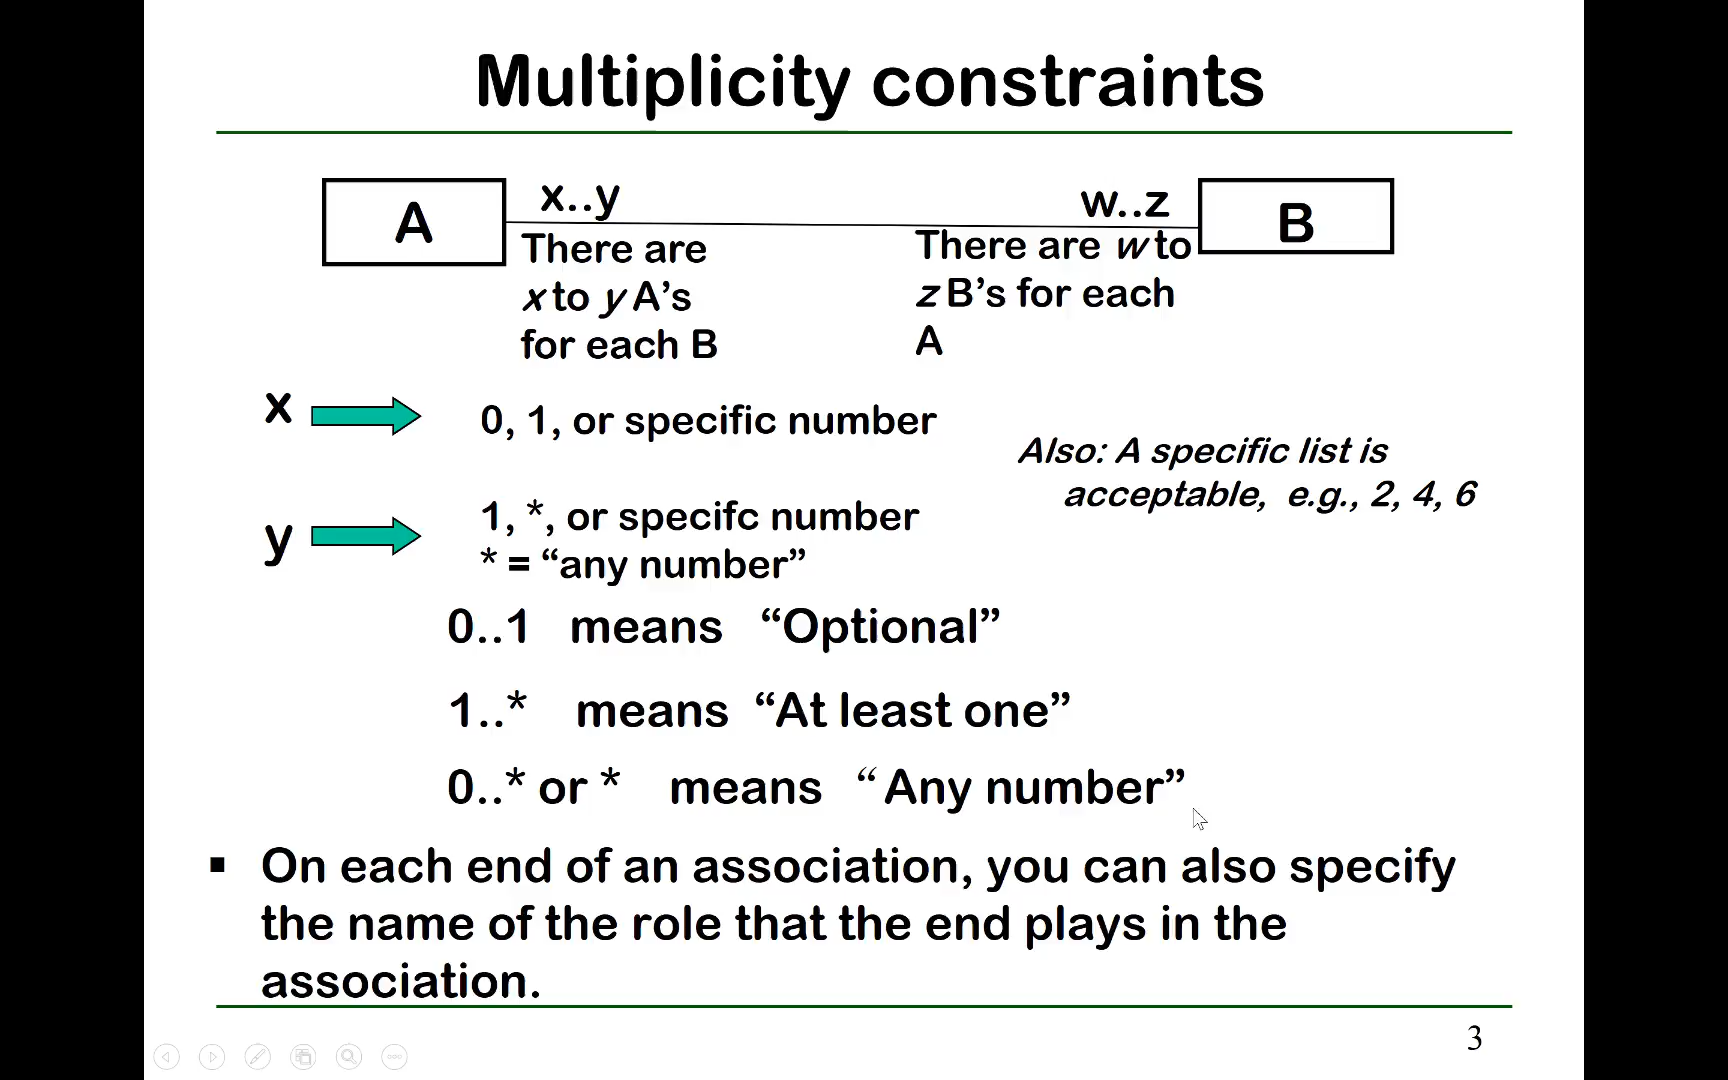 Multiplicity constraints
A
x..y
w..z
B
There are
x to y A's
for each B
There are w to
z B's for each
A
x
0, 1, or specific number
Also: A specific list is
acceptable, e.g., 2, 4, 6
y
1, *, or specifc number
* = “any number”
0..1 means “Optional”
1..* means “At least one”
0..* or * means “ Any number”
▪ On each end of an association, you can also specify
the name of the role that the end plays in the
association.
3